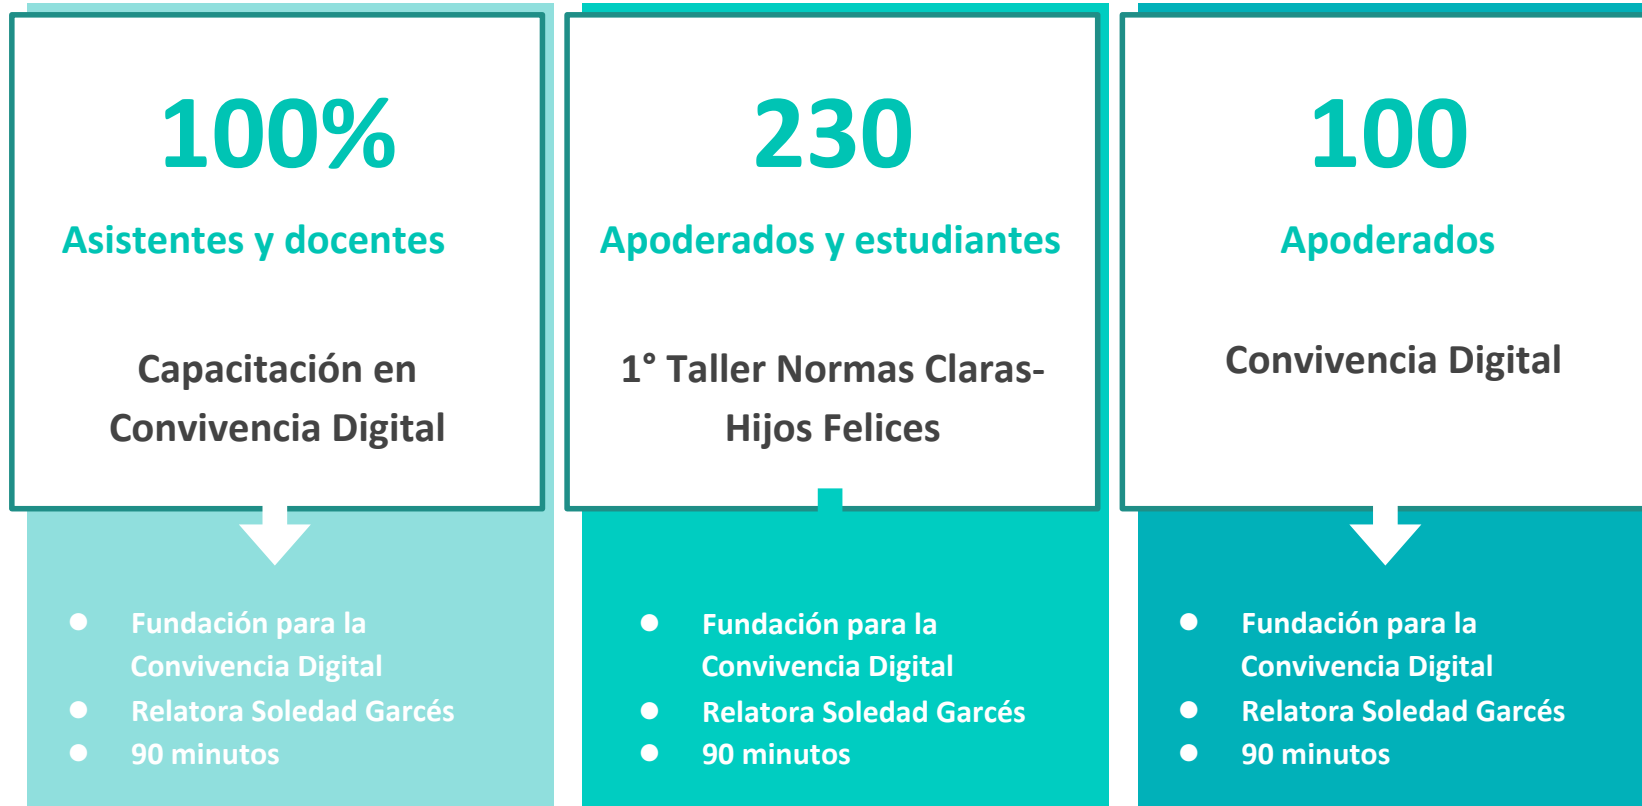 100%
Asistentes y docentes
Capacitación en
Convivencia Digital
● Fundación para la
Convivencia Digital
● Relatora Soledad Garcés
● 90 minutos
230
Apoderados y estudiantes
1° Taller Normas Claras-
Hijos Felices
● Fundación para la
Convivencia Digital
● Relatora Soledad Garcés
● 90 minutos
100
Apoderados
Convivencia Digital
● Fundación para la
Convivencia Digital
● Relatora Soledad Garcés
● 90 minutos